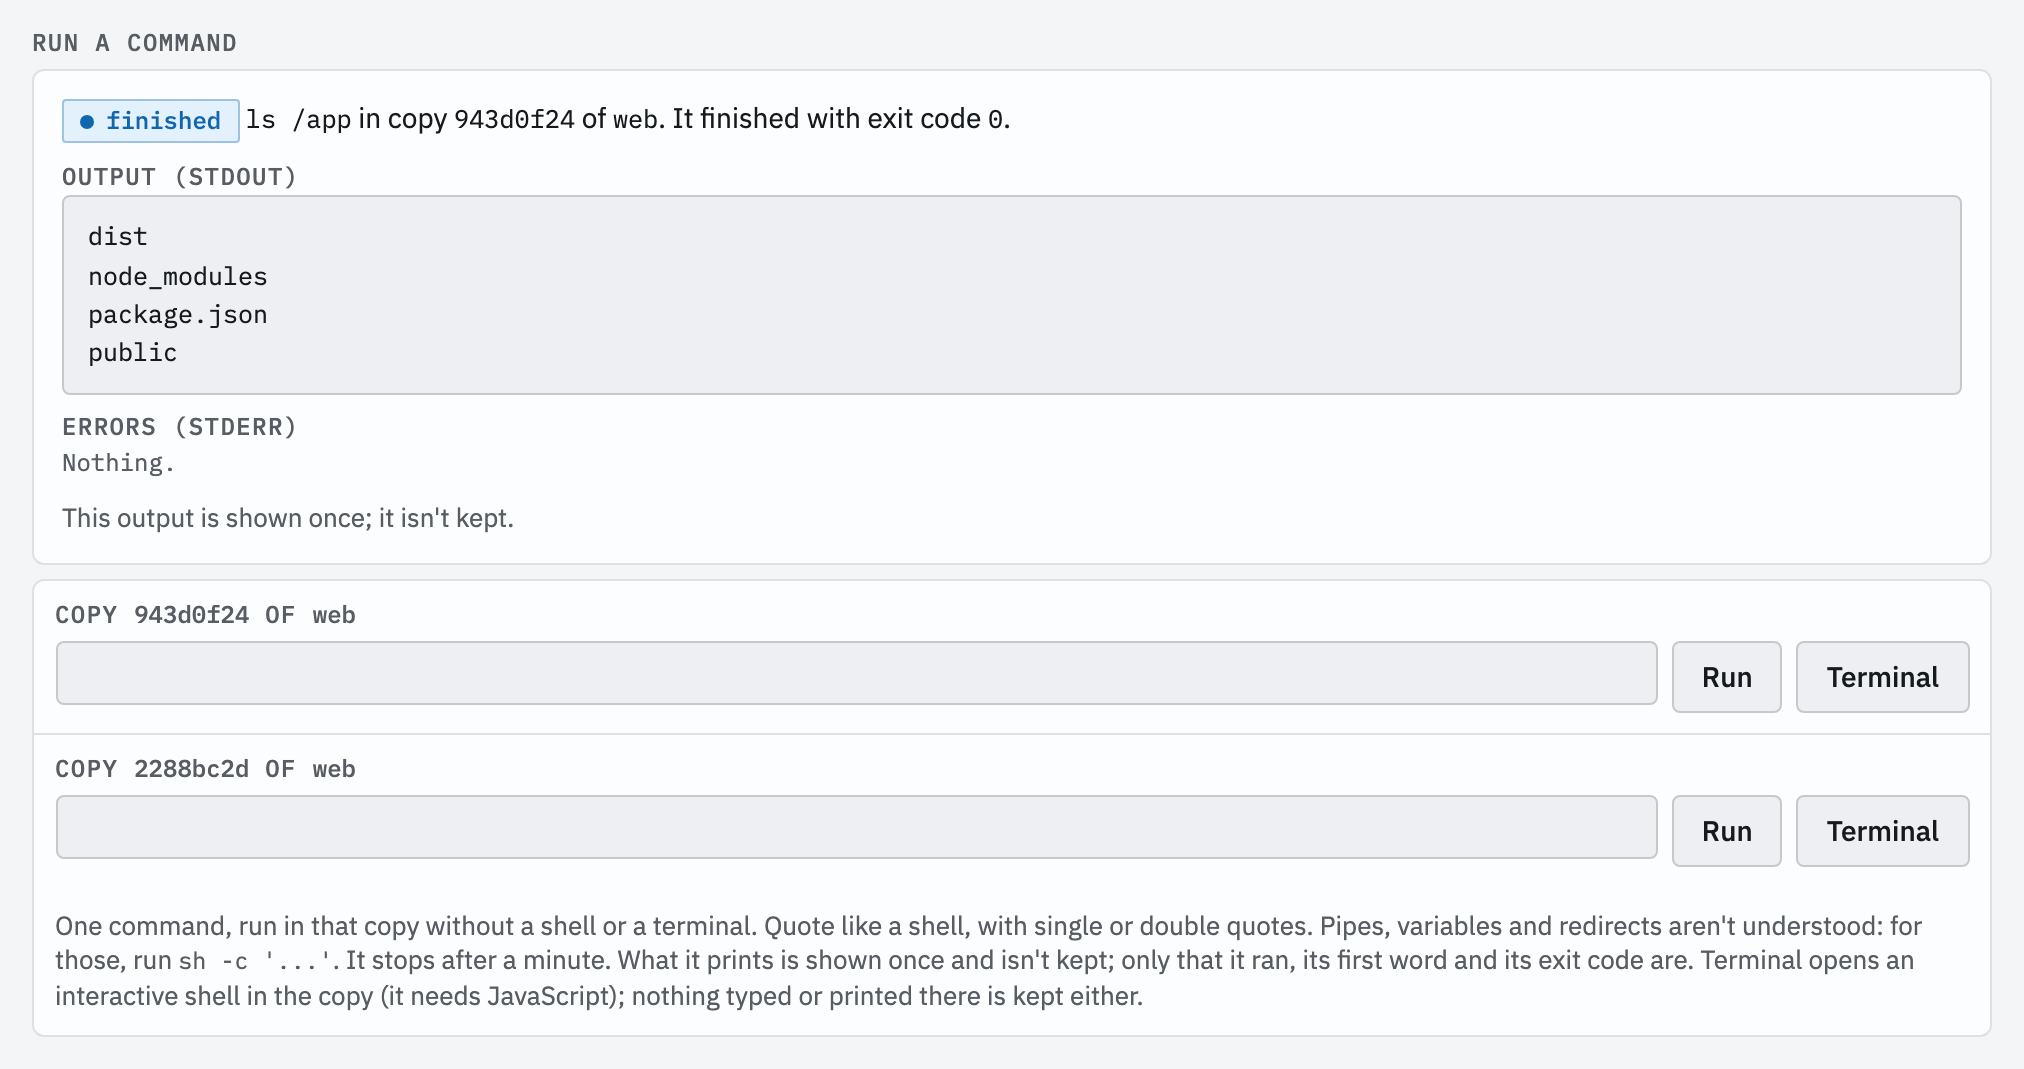 RUN A COMMAND
finished ls /app in copy 943d0f24 of web. It finished with exit code 0.
OUTPUT (STDOUT)
dist
node_modules
package.json
public
ERRORS (STDERR)
Nothing.
This output is shown once; it isn't kept.
COPY 943d0f24 OF web
Run Terminal
COPY 2288bc2d OF web
Run Terminal
One command, run in that copy without a shell or a terminal. Quote like a shell, with single or double quotes. Pipes, variables and redirects aren't understood: for
those, run sh -c '...'. It stops after a minute. What it prints is shown once and isn't kept; only that it ran, its first word and its exit code are. Terminal opens an
interactive shell in the copy (it needs JavaScript); nothing typed or printed there is kept either.